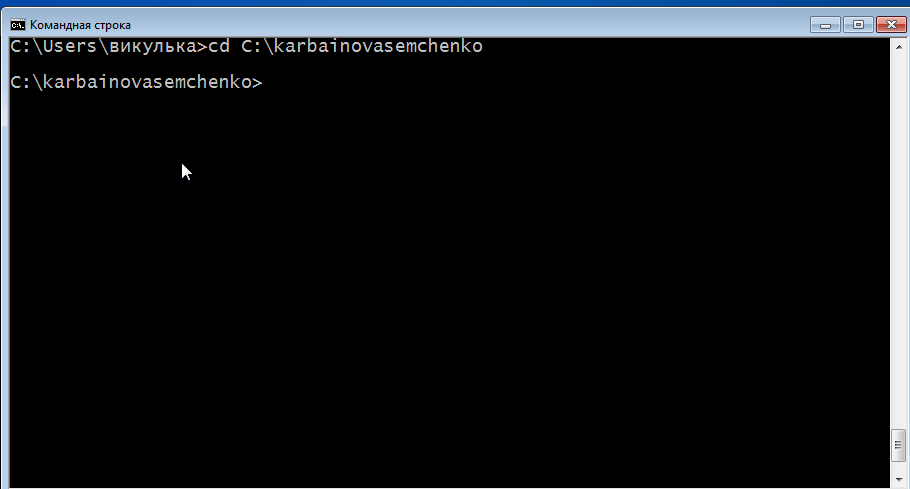 Командная строка
C:\Users\викулька>cd C:\karbainovasemchenko
C:\karbainovasemchenko>